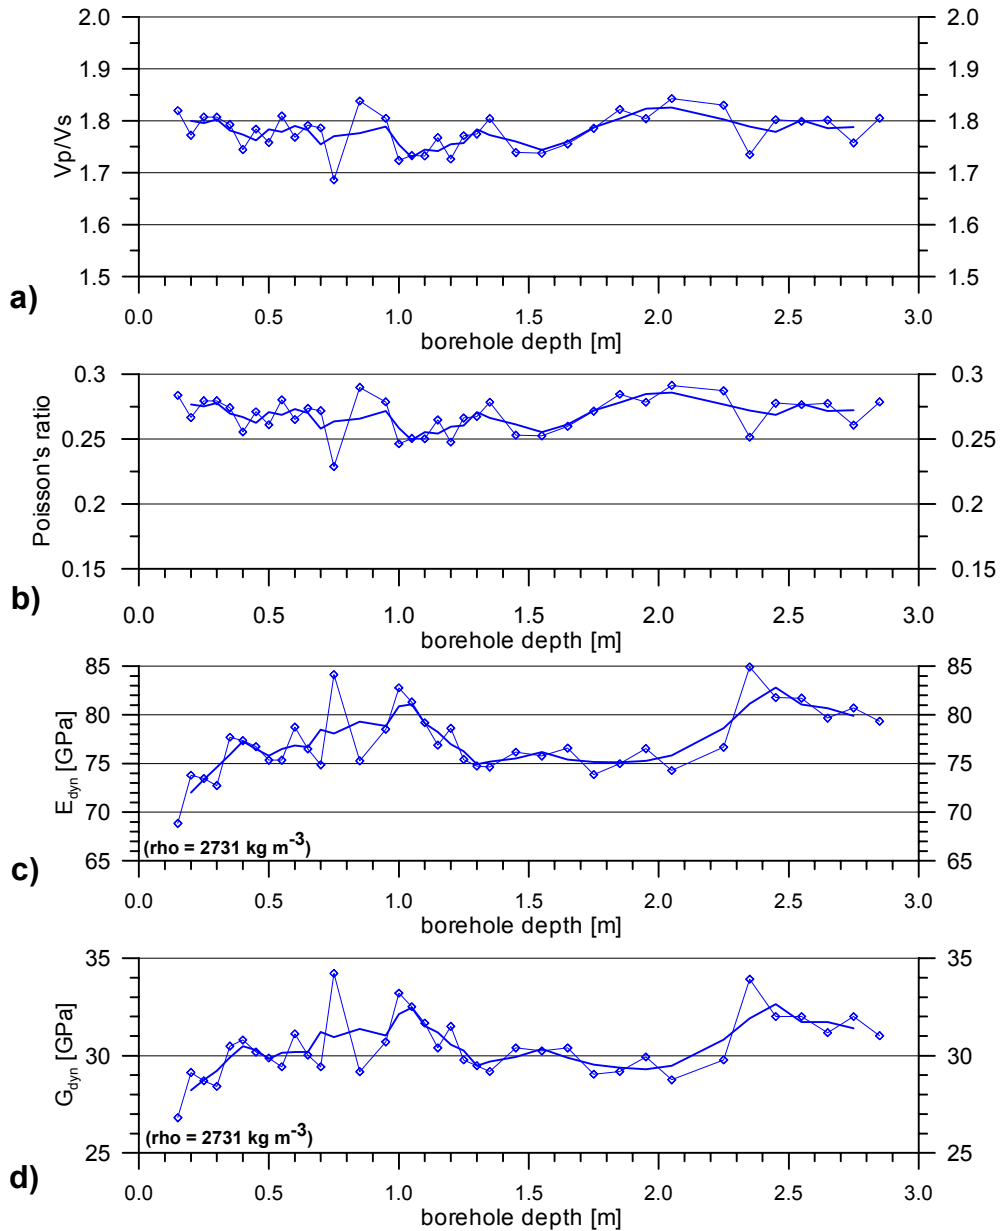 2.0 2.0
1.9 1.9
1.8 1.8
1.7 1.7
1.6 1.6
1.5 1.5
Vp/Vs
a)
0.0 0.5 1.0 1.5 2.0 2.5 3.0
borehole depth [m]
0.3 0.3
0.25 0.25
0.2 0.2
0.15 0.15
Poisson's ratio
b)
0.0 0.5 1.0 1.5 2.0 2.5 3.0
borehole depth [m]
85 85
80 80
75 75
70 70
65 65
E_dyn [GPa]
(rho = 2731 kg m^-3)
c)
0.0 0.5 1.0 1.5 2.0 2.5 3.0
borehole depth [m]
35 35
30 30
25 25
G_dyn [GPa]
(rho = 2731 kg m^-3)
d)
0.0 0.5 1.0 1.5 2.0 2.5 3.0
borehole depth [m]